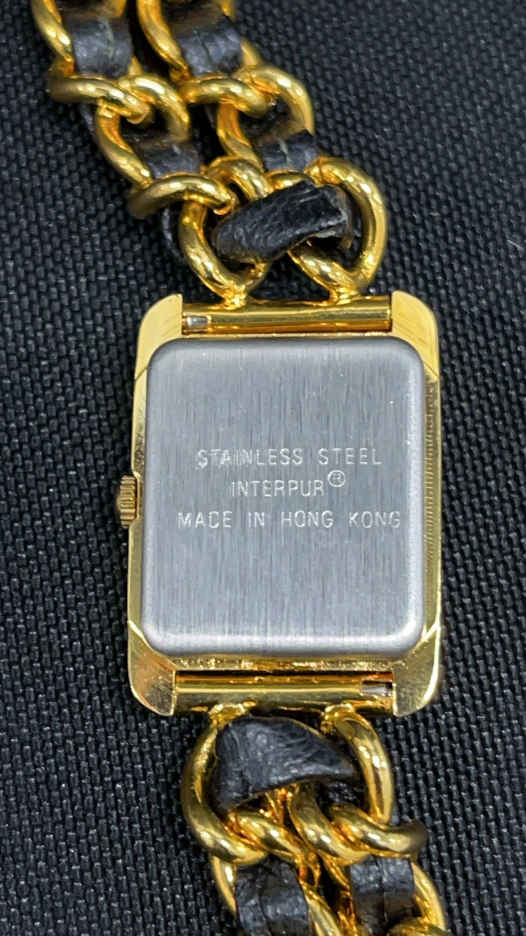 STAINLESS STEEL
INTERPUR®
MADE IN HONG KONG